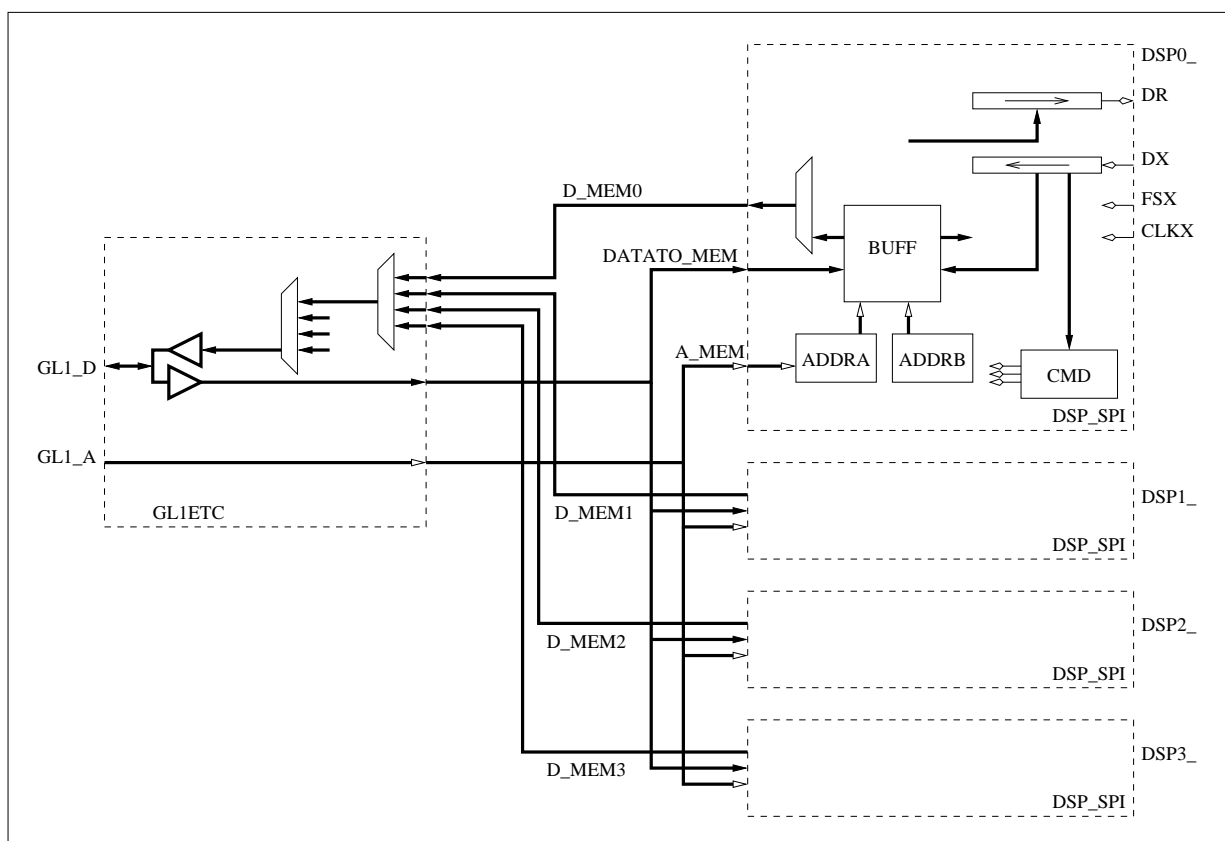 DSP0_
DR
DX
D_MEM0
FSX
CLKX
BUFF
DATATO_MEM
A_MEM
GL1_D
ADDRA
ADDRB
CMD
DSP_SPI
GL1_A
GL1ETC
D_MEM1
DSP1_
DSP_SPI
DSP2_
D_MEM2
DSP_SPI
DSP3_
D_MEM3
DSP_SPI